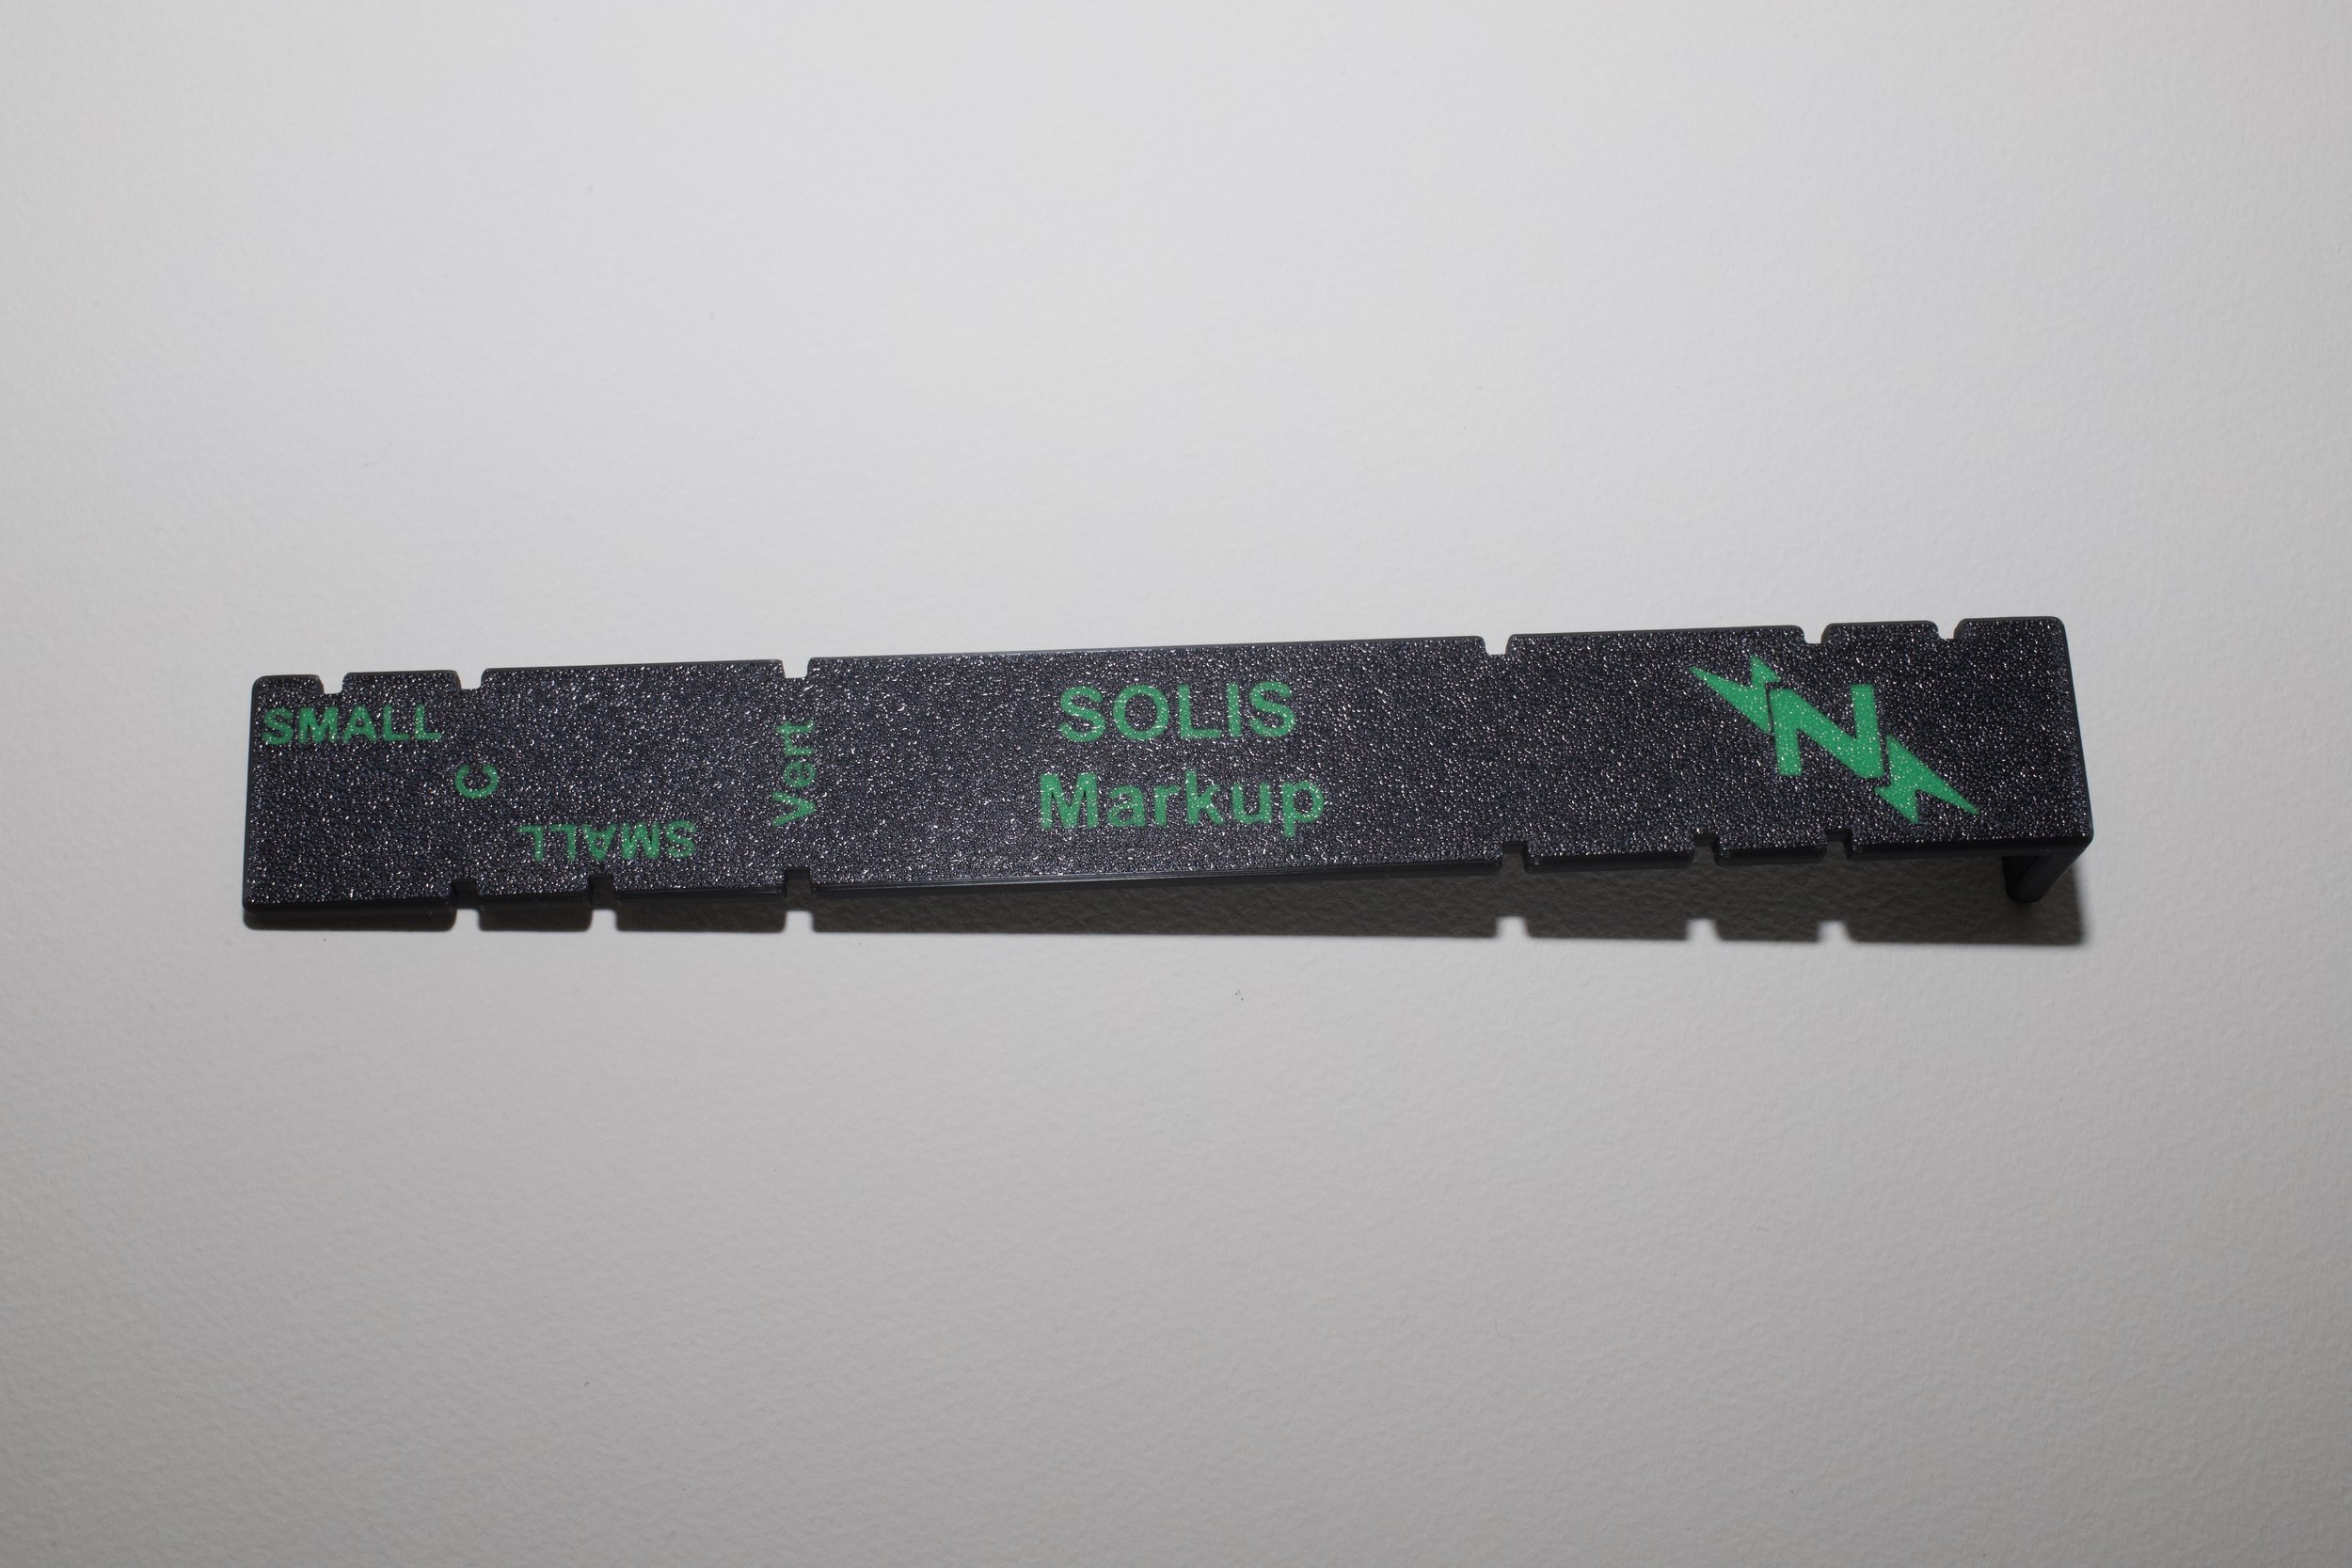 SMALL
C
SMALL
Vert
SOLIS
Markup
N